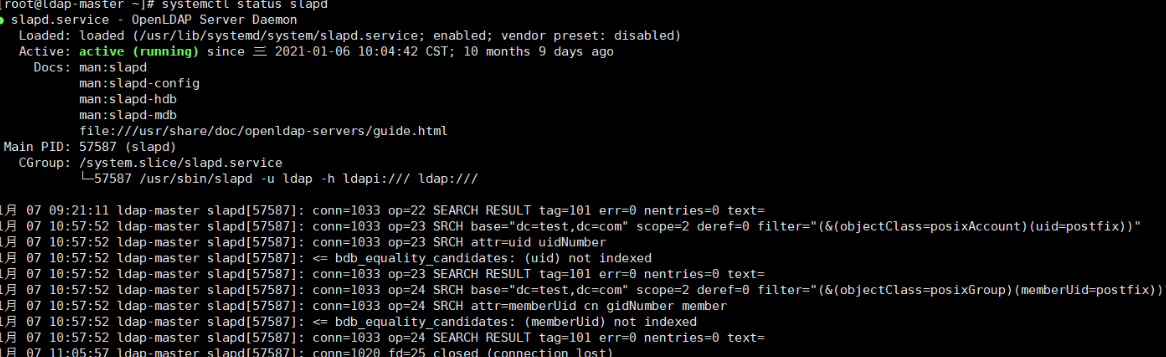 [root@ldap-master ~]# systemctl status slapd
● slapd.service - OpenLDAP Server Daemon
Loaded: loaded (/usr/lib/systemd/system/slapd.service; enabled; vendor preset: disabled)
Active: active (running) since 三 2021-01-06 10:04:42 CST; 10 months 9 days ago
Docs: man:slapd
man:slapd-config
man:slapd-hdb
man:slapd-mdb
file:///usr/share/doc/openldap-servers/guide.html
Main PID: 57587 (slapd)
CGroup: /system.slice/slapd.service
└─57587 /usr/sbin/slapd -u ldap -h ldapi:/// ldap:///
1月 07 09:21:11 ldap-master slapd[57587]: conn=1033 op=22 SEARCH RESULT tag=101 err=0 nentries=0 text=
1月 07 10:57:52 ldap-master slapd[57587]: conn=1033 op=23 SRCH base="dc=test,dc=com" scope=2 deref=0 filter="(&(objectClass=posixAccount)(uid=postfix))"
1月 07 10:57:52 ldap-master slapd[57587]: conn=1033 op=23 SRCH attr=uid uidNumber
1月 07 10:57:52 ldap-master slapd[57587]: <= bdb_equality_candidates: (uid) not indexed
1月 07 10:57:52 ldap-master slapd[57587]: conn=1033 op=23 SEARCH RESULT tag=101 err=0 nentries=0 text=
1月 07 10:57:52 ldap-master slapd[57587]: conn=1033 op=24 SRCH base="dc=test,dc=com" scope=2 deref=0 filter="(&(objectClass=posixGroup)(memberUid=postfix))"
1月 07 10:57:52 ldap-master slapd[57587]: conn=1033 op=24 SRCH attr=memberUid cn gidNumber member
1月 07 10:57:52 ldap-master slapd[57587]: <= bdb_equality_candidates: (memberUid) not indexed
1月 07 10:57:52 ldap-master slapd[57587]: conn=1033 op=24 SEARCH RESULT tag=101 err=0 nentries=0 text=
1月 07 11:05:57 ldap-master slapd[57587]: conn=1020 fd=25 closed (connection lost)